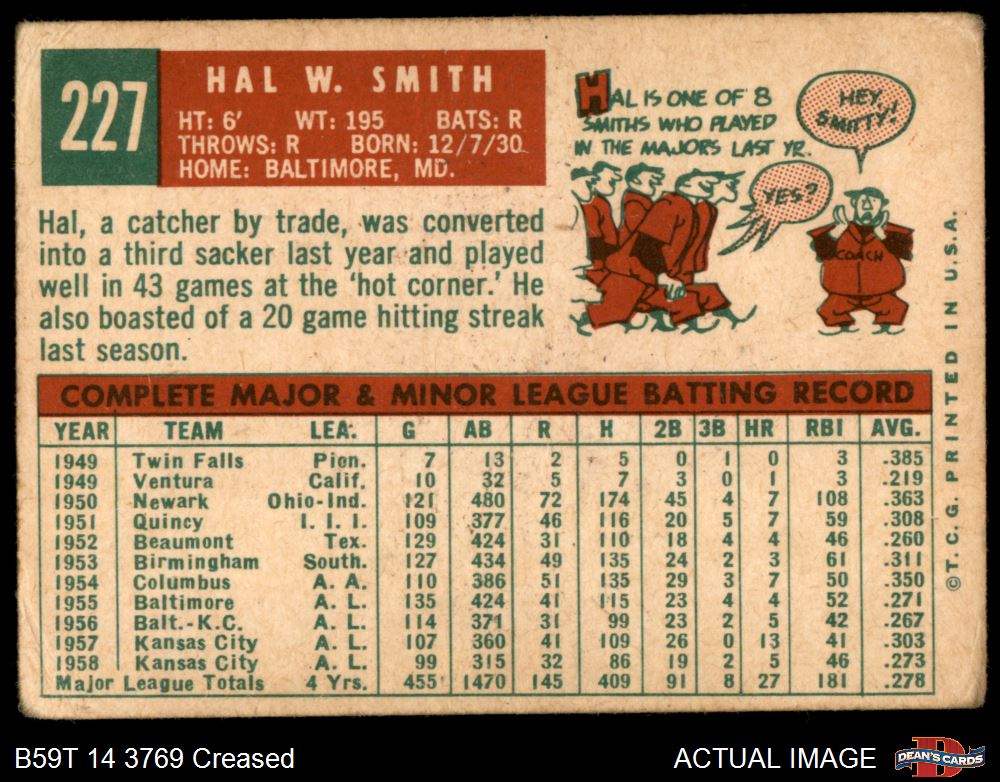 227
HAL W. SMITH
HT: 6' WT: 195 BATS: R
THROWS: R BORN: 12/7/30
HOME: BALTIMORE, MD.
HAL IS ONE OF 8
SMITHS WHO PLAYED
IN THE MAJORS LAST YR.
HEY,
SMITTY!
YES?
COACH
Hal, a catcher by trade, was converted
into a third sacker last year and played
well in 43 games at the 'hot corner.' He
also boasted of a 20 game hitting streak
last season.
COMPLETE MAJOR & MINOR LEAGUE BATTING RECORD
YEAR TEAM LEA. G AB R H 2B 3B HR RBI AVG.
1949 Twin Falls Pion. 7 13 2 5 0 1 0 3 .385
1949 Ventura Calif. 10 32 5 7 3 0 1 3 .219
1950 Newark Ohio-Ind. 121 480 72 174 45 4 7 108 .363
1951 Quincy I. I. I. 109 377 46 116 20 5 7 59 .308
1952 Beaumont Tex. 129 424 31 110 18 4 4 46 .260
1953 Birmingham South. 127 434 49 135 24 2 3 61 .311
1954 Columbus A. A. 110 386 51 135 29 3 7 50 .350
1955 Baltimore A. L. 135 424 41 115 23 4 4 52 .271
1956 Balt.-K.C. A. L. 114 371 31 99 23 2 5 42 .267
1957 Kansas City A. L. 107 360 41 109 26 0 13 41 .303
1958 Kansas City A. L. 99 315 32 86 19 2 5 46 .273
Major League Totals 4 Yrs. 455 1470 145 409 91 8 27 181 .278
©T.C.G. PRINTED IN U.S.A.
B59T 14 3769 Creased
ACTUAL IMAGE
D
DEAN'S CARDS